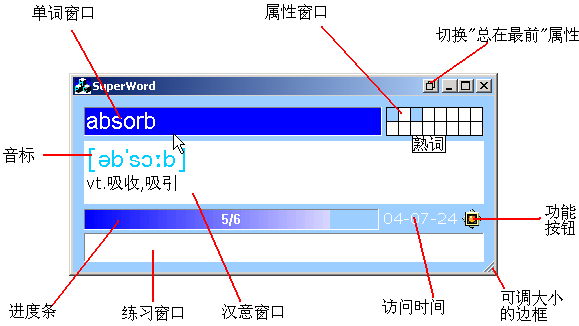 单词窗口
属性窗口
切换"总在最前"属性
SuperWord
absorb
熟词
音标
[əb'sɔ:b]
vt.吸收,吸引
5/6
04-07-24
功能
按钮
进度条
练习窗口
汉意窗口
访问时间
可调大小
的边框